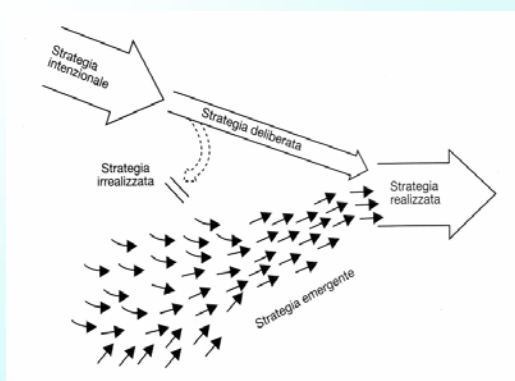 Strategia
intenzionale
Strategia deliberata
Strategia
irrealizzata
Strategia
realizzata
Strategia emergente